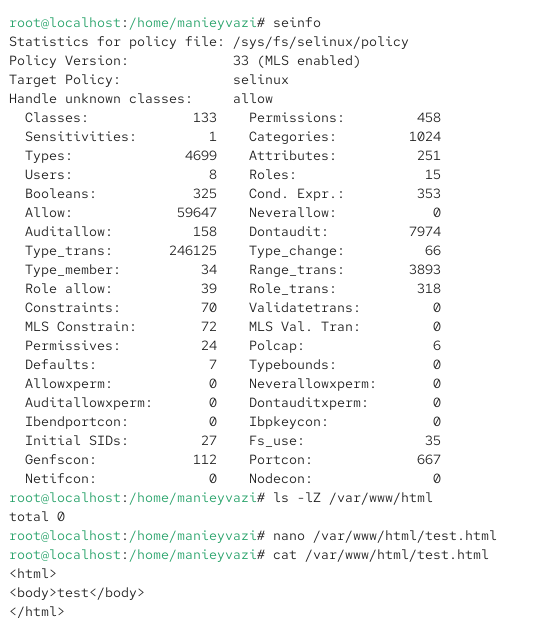 root@localhost:/home/manieyvazi# seinfo
Statistics for policy file: /sys/fs/selinux/policy
Policy Version:             33 (MLS enabled)
Target Policy:              selinux
Handle unknown classes:     allow
  Classes:             133    Permissions:         458
  Sensitivities:         1    Categories:         1024
  Types:              4699    Attributes:          251
  Users:                 8    Roles:                15
  Booleans:            325    Cond. Expr.:         353
  Allow:             59647    Neverallow:            0
  Auditallow:          158    Dontaudit:          7974
  Type_trans:       246125    Type_change:          66
  Type_member:          34    Range_trans:        3893
  Role allow:           39    Role_trans:          318
  Constraints:          70    Validatetrans:         0
  MLS Constrain:        72    MLS Val. Tran:         0
  Permissives:          24    Polcap:                6
  Defaults:              7    Typebounds:            0
  Allowxperm:            0    Neverallowxperm:       0
  Auditallowxperm:       0    Dontauditxperm:        0
  Ibendportcon:          0    Ibpkeycon:             0
  Initial SIDs:         27    Fs_use:               35
  Genfscon:            112    Portcon:             667
  Netifcon:              0    Nodecon:               0
root@localhost:/home/manieyvazi# ls -lZ /var/www/html
total 0
root@localhost:/home/manieyvazi# nano /var/www/html/test.html
root@localhost:/home/manieyvazi# cat /var/www/html/test.html
<html>
<body>test</body>
</html>